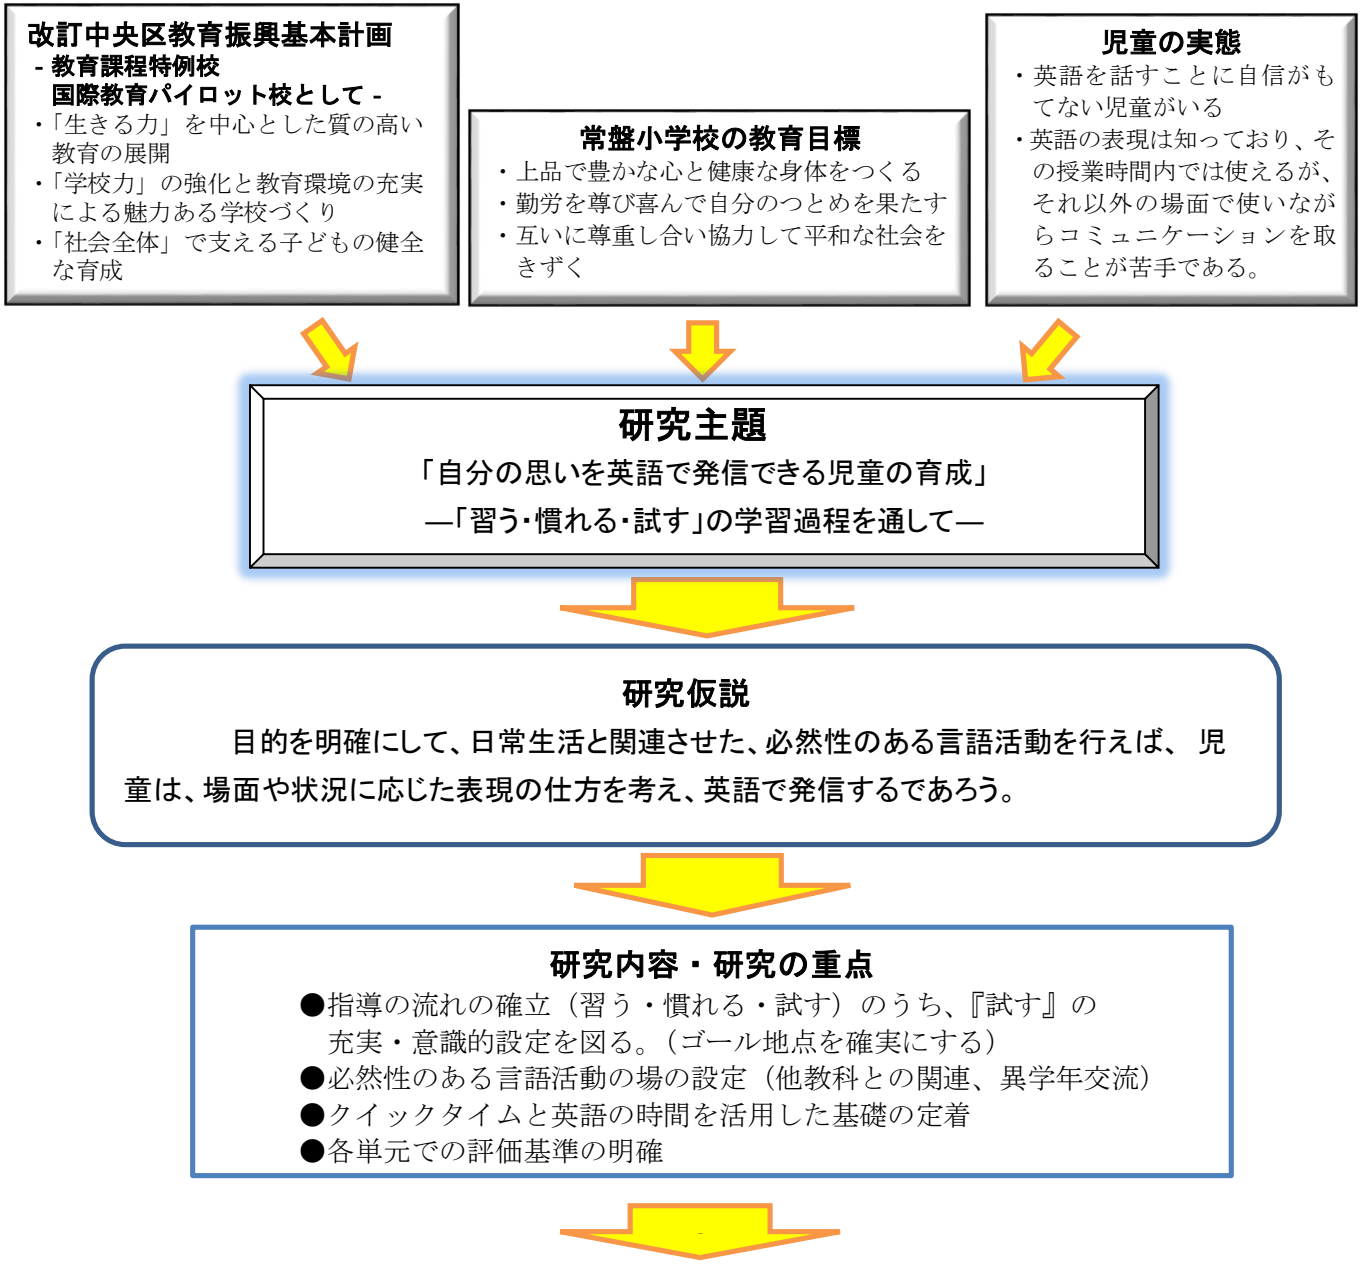 改訂中央区教育振興基本計画
- 教育課程特例校
国際教育パイロット校として -
・「生きる力」を中心とした質の高い
教育の展開
・「学校力」の強化と教育環境の充実
による魅力ある学校づくり
・「社会全体」で支える子どもの健全
な育成
常盤小学校の教育目標
・上品で豊かな心と健康な身体をつくる
・勤労を尊び喜んで自分のつとめを果たす
・互いに尊重し合い協力して平和な社会を
きずく
児童の実態
・英語を話すことに自信がも
てない児童がいる
・英語の表現は知っており、そ
の授業時間内では使えるが、
それ以外の場面で使いなが
らコミュニケーションを取
ることが苦手である。
研究主題
「自分の思いを英語で発信できる児童の育成」
―「習う・慣れる・試す」の学習過程を通して―
研究仮説
目的を明確にして、日常生活と関連させた、必然性のある言語活動を行えば、 児
童は、場面や状況に応じた表現の仕方を考え、英語で発信するであろう。
研究内容・研究の重点
●指導の流れの確立（習う・慣れる・試す）のうち、『試す』の
充実・意識的設定を図る。（ゴール地点を確実にする）
●必然性のある言語活動の場の設定（他教科との関連、異学年交流）
●クイックタイムと英語の時間を活用した基礎の定着
●各単元での評価基準の明確